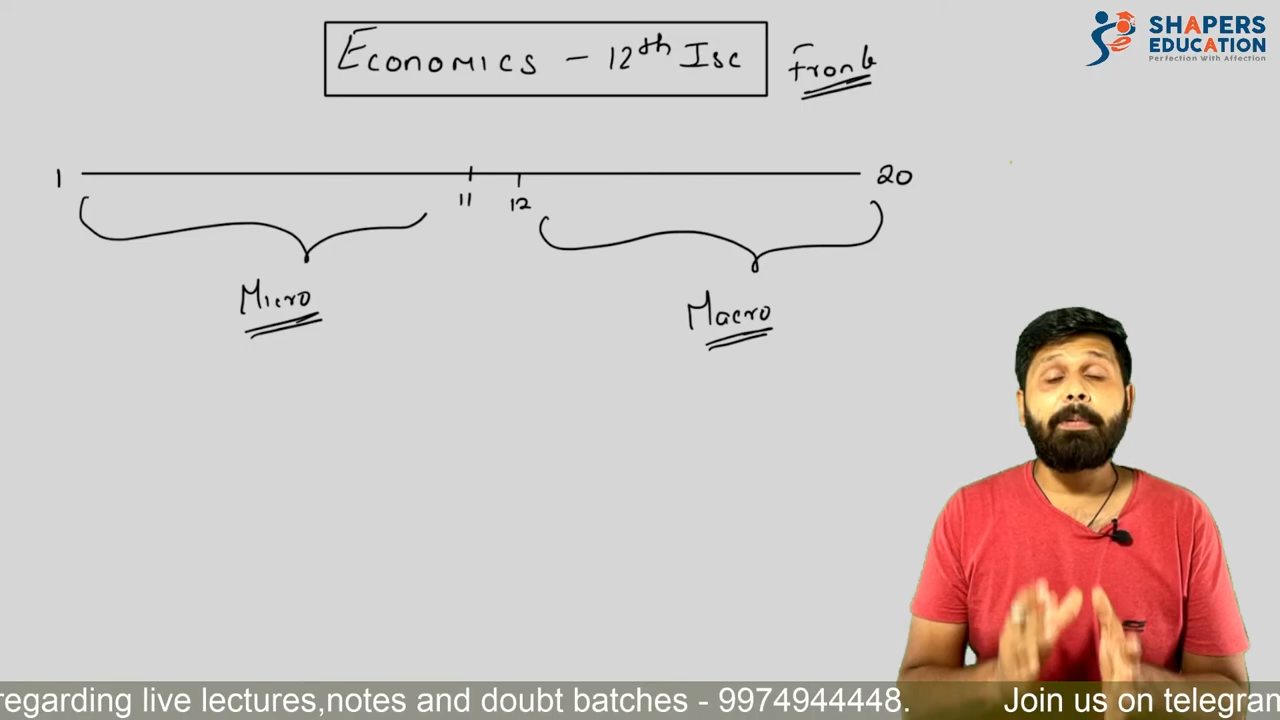 SHAPERS
EDUCATION
Perfection With Affection
Economics - 12th Isc Frank
1 20
11 12
Micro Macro
regarding live lectures,notes and doubt batches - 9974944448. Join us on telegran